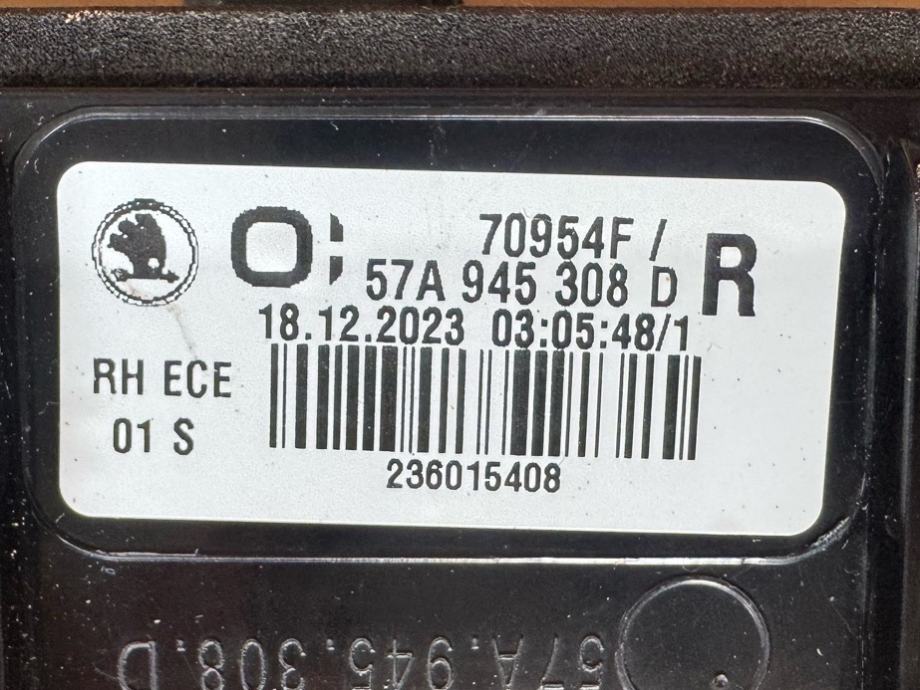 70954F / R
57A 945 308 D
18.12.2023 03:05:48/1
RH ECE
01 S
236015408
57A.945.308.D